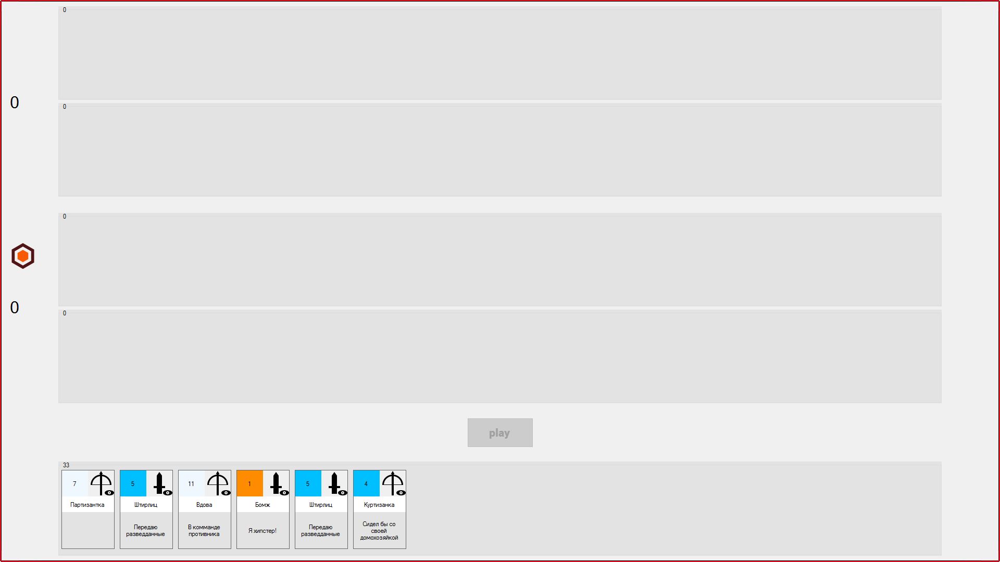 0
0
0
0
0
0
play
33
7
5
11
1
5
4
Партизантка
Штирлиц
Вдова
Бомж
Штирлиц
Куртизанка
Передаю
разведданные
В комманде
противника
Я хипстер!
Передаю
разведданные
Сидел бы со
своей
домохозяйкой